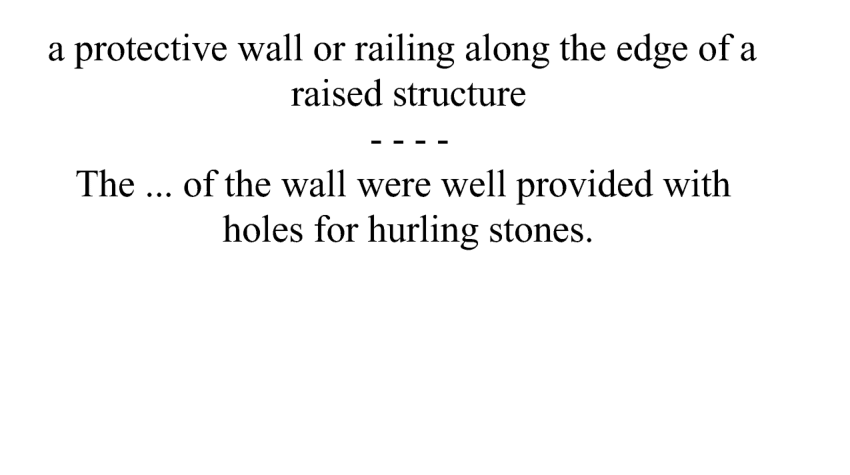 a protective wall or railing along the edge of a
raised structure
- - - -
The ... of the wall were well provided with
holes for hurling stones.